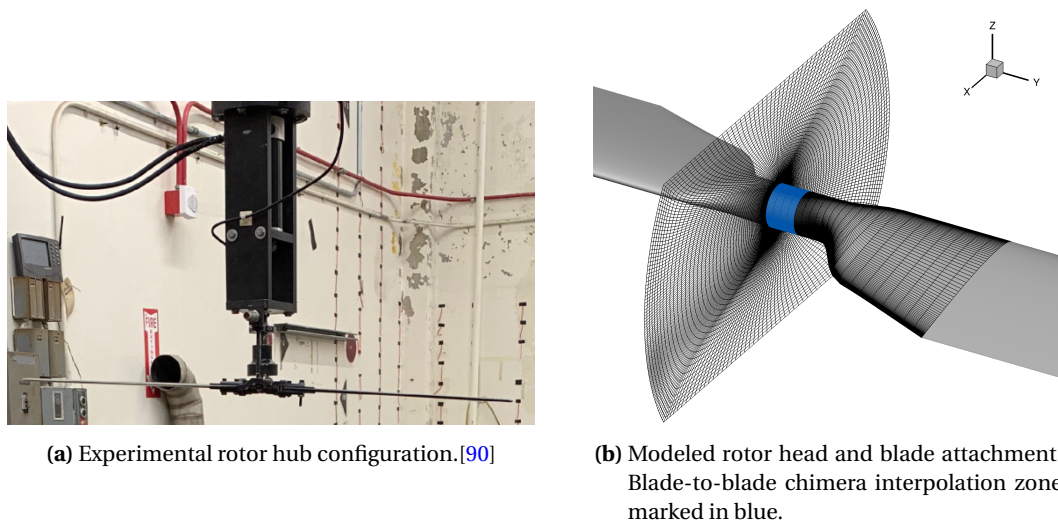 FIRE
Z
Y
X
(a) Experimental rotor hub configuration.[90]
(b) Modeled rotor head and blade attachment
Blade-to-blade chimera interpolation zone
marked in blue.